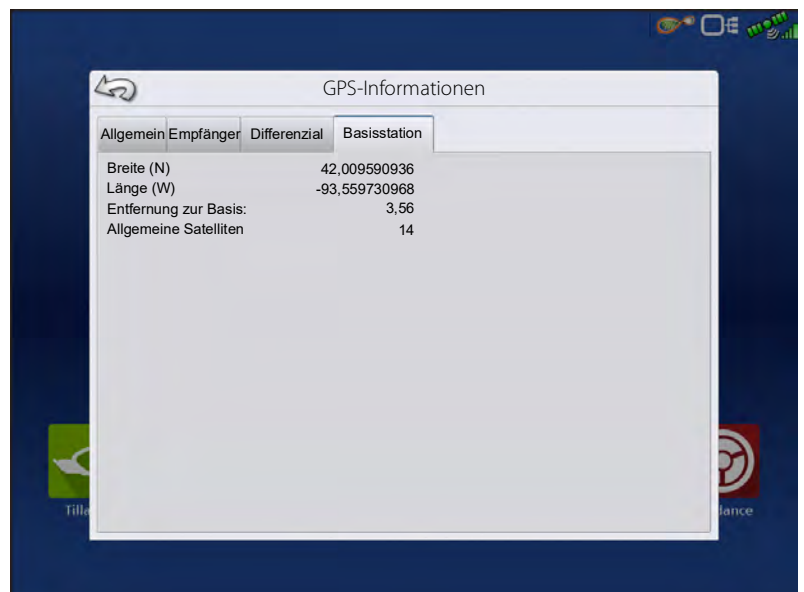 GPS-Informationen
Allgemein Empfänger Differenzial Basisstation
Breite (N) 42,009590936
Länge (W) -93,559730968
Entfernung zur Basis: 3,56
Allgemeine Satelliten 14
Tilla
dance